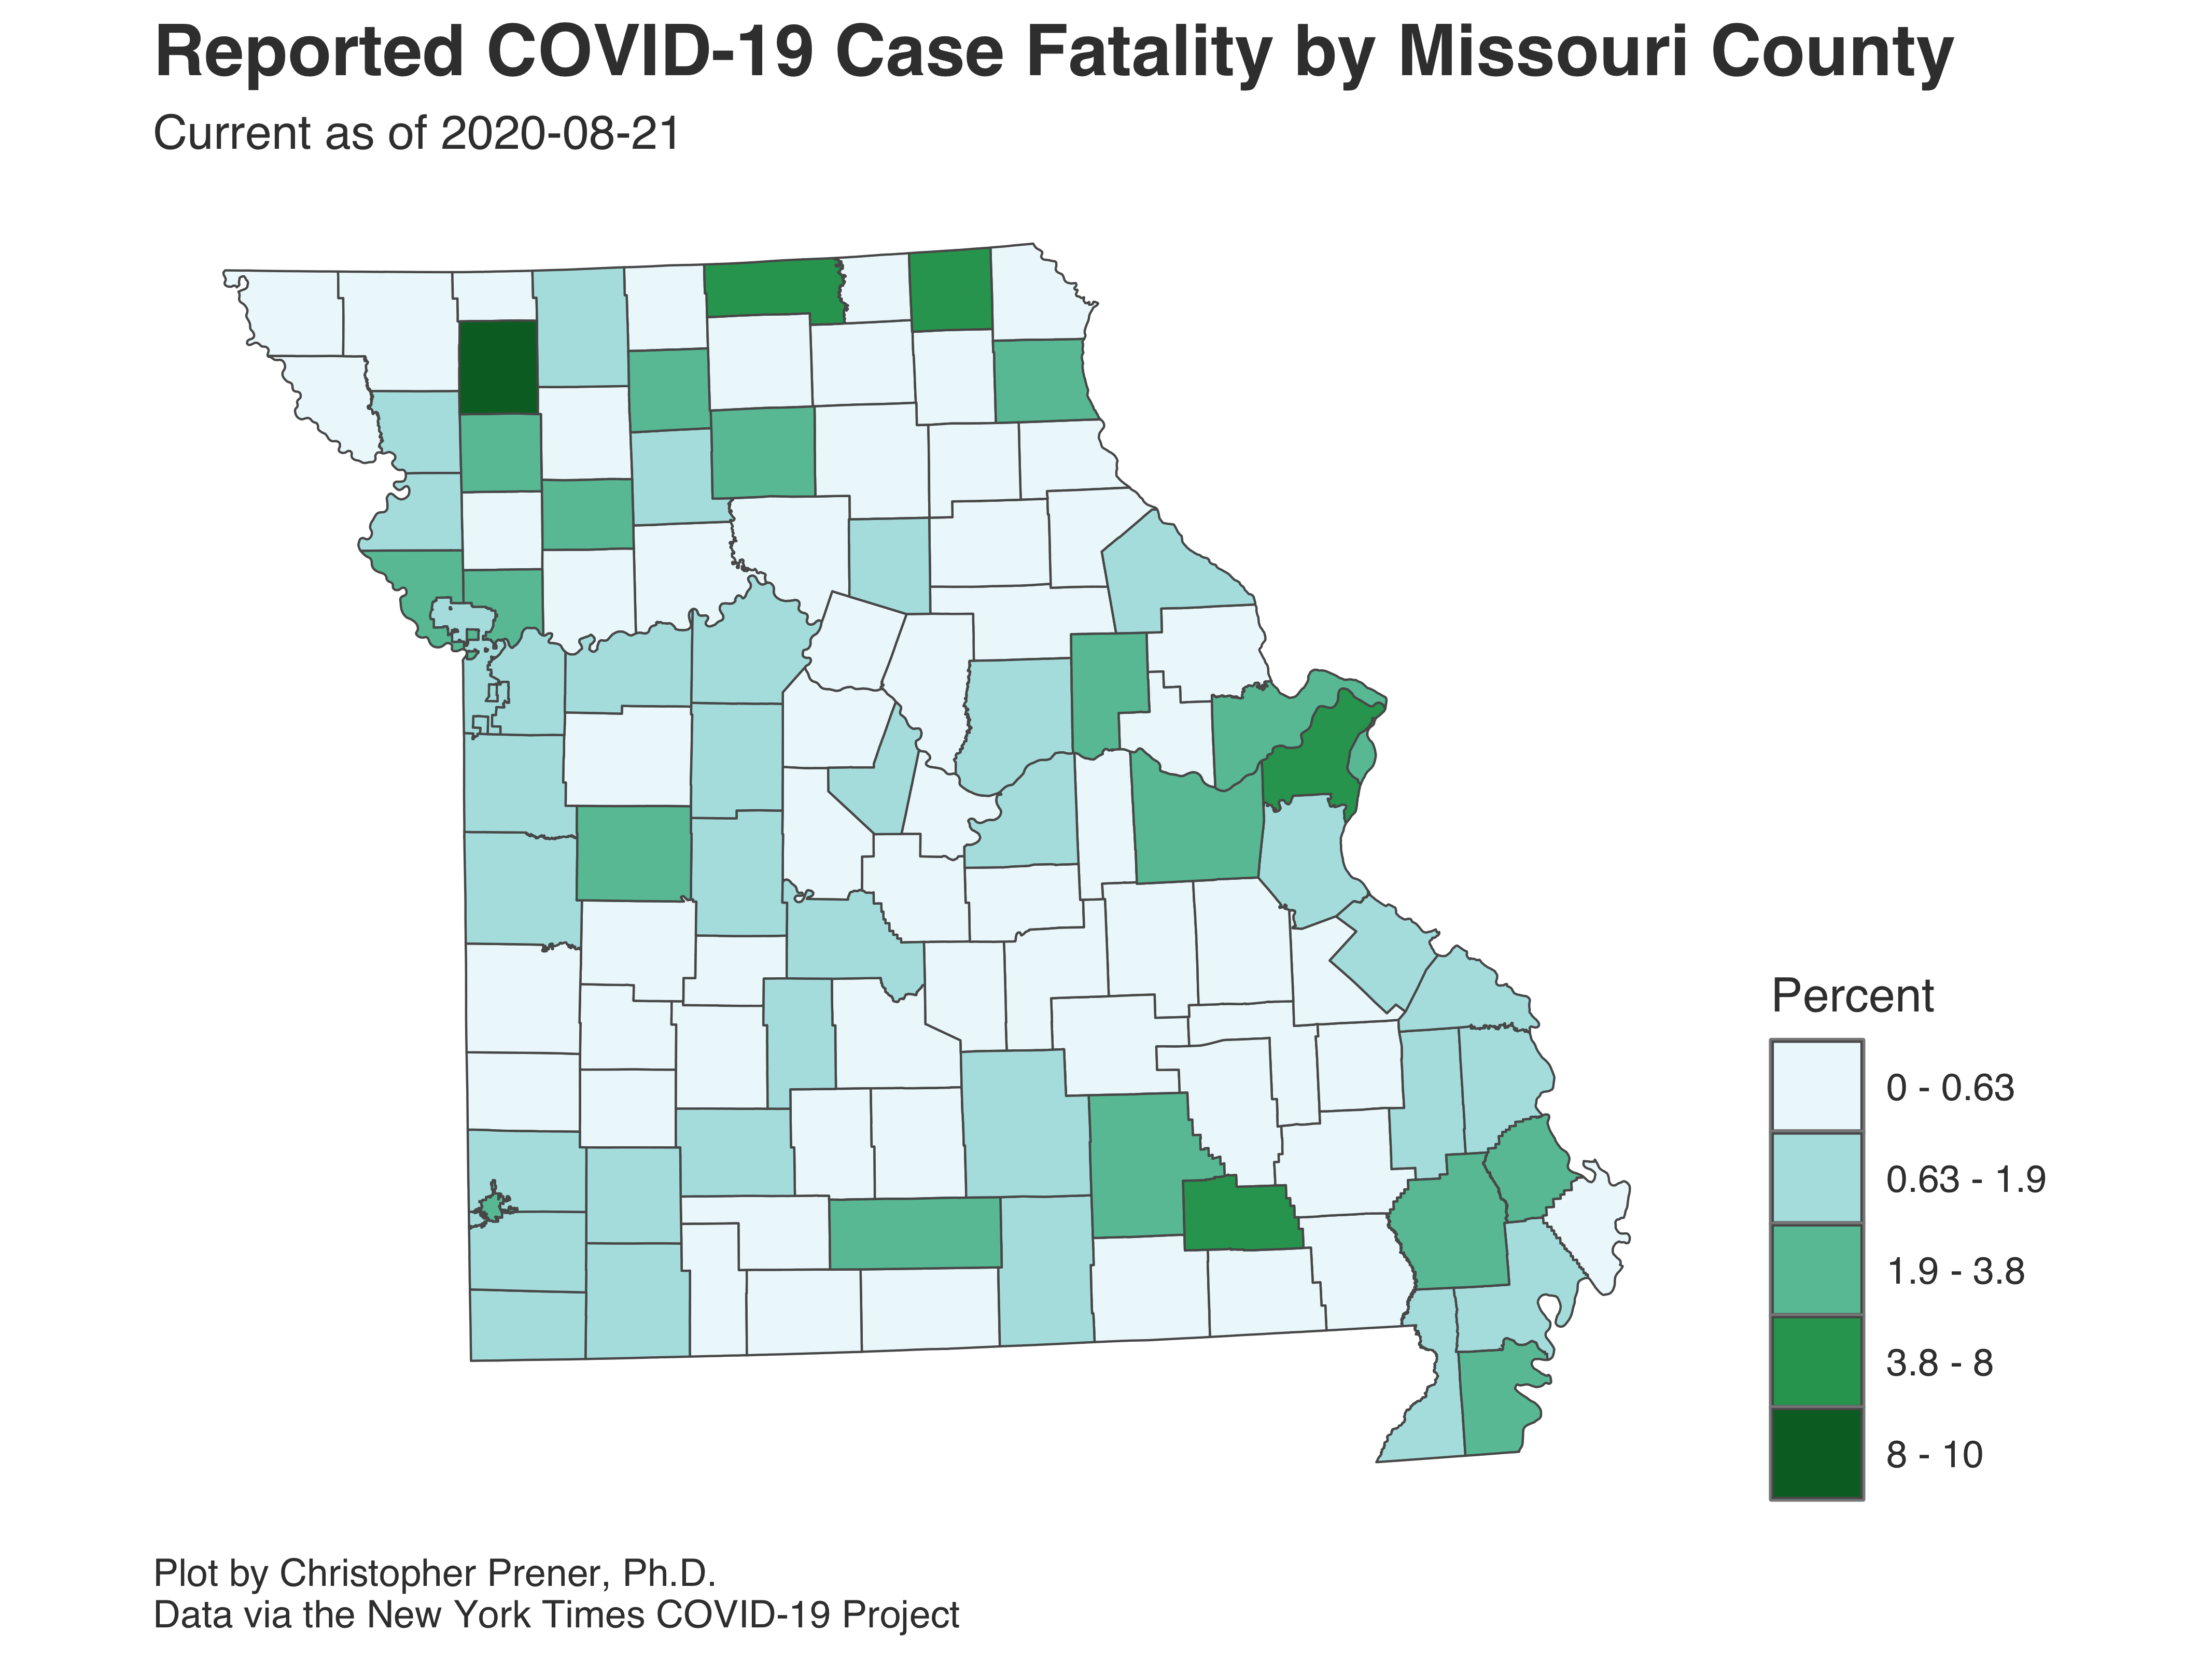 Reported COVID-19 Case Fatality by Missouri County
Current as of 2020-08-21
Percent
0 - 0.63
0.63 - 1.9
1.9 - 3.8
3.8 - 8
8 - 10
Plot by Christopher Prener, Ph.D.
Data via the New York Times COVID-19 Project